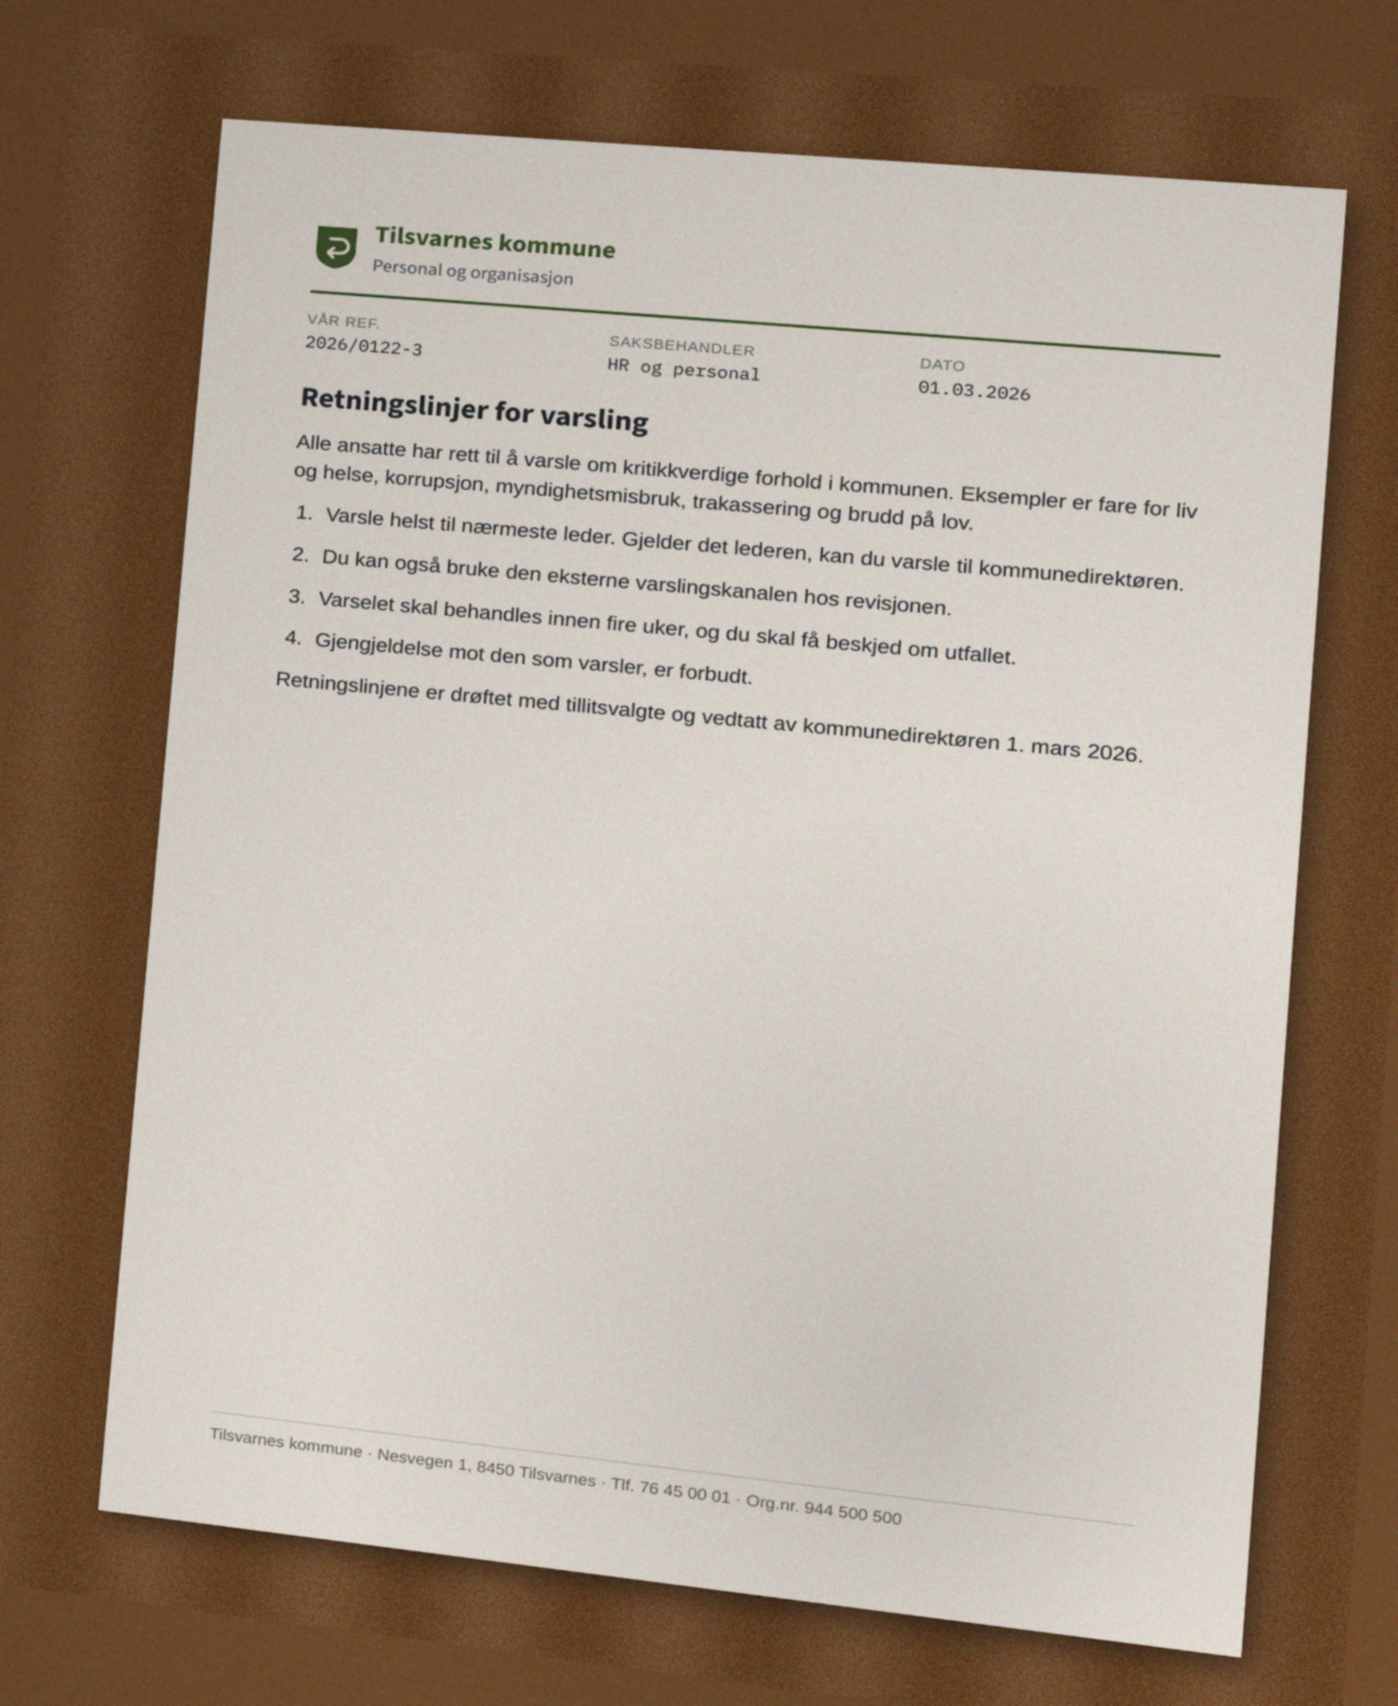 Tilsvarnes kommune
Personal og organisasjon
VÅR REF.
2026/0122-3
SAKSBEHANDLER
HR og personal
DATO
01.03.2026
Retningslinjer for varsling
Alle ansatte har rett til å varsle om kritikkverdige forhold i kommunen. Eksempler er fare for liv
og helse, korrupsjon, myndighetsmisbruk, trakassering og brudd på lov.
1. Varsle helst til nærmeste leder. Gjelder det lederen, kan du varsle til kommunedirektøren.
2. Du kan også bruke den eksterne varslingskanalen hos revisjonen.
3. Varselet skal behandles innen fire uker, og du skal få beskjed om utfallet.
4. Gjengjeldelse mot den som varsler, er forbudt.
Retningslinjene er drøftet med tillitsvalgte og vedtatt av kommunedirektøren 1. mars 2026.
Tilsvarnes kommune · Nesvegen 1, 8450 Tilsvarnes · Tlf. 76 45 00 01 · Org.nr. 944 500 500